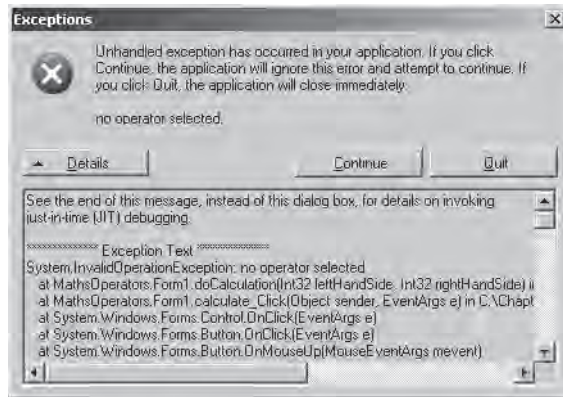 Exceptions
Unhandled exception has occurred in your application. If you click
Continue, the application will ignore this error and attempt to continue. If
you click Quit, the application will close immediately.
no operator selected.
Details
Continue
Quit
See the end of this message, instead of this dialog box, for details on invoking
just-in-time (JIT) debugging.
************** Exception Text **************
System.InvalidOperationException: no operator selected
at MathsOperators.Form1.doCalculation(Int32 leftHandSide, Int32 rightHandSide) i
at MathsOperators.Form1.calculate_Click(Object sender, EventArgs e) in C:\Chapt
at System.Windows.Forms.Control.OnClick(EventArgs e)
at System.Windows.Forms.Button.OnClick(EventArgs e)
at System.Windows.Forms.Button.OnMouseUp(MouseEventArgs mevent)